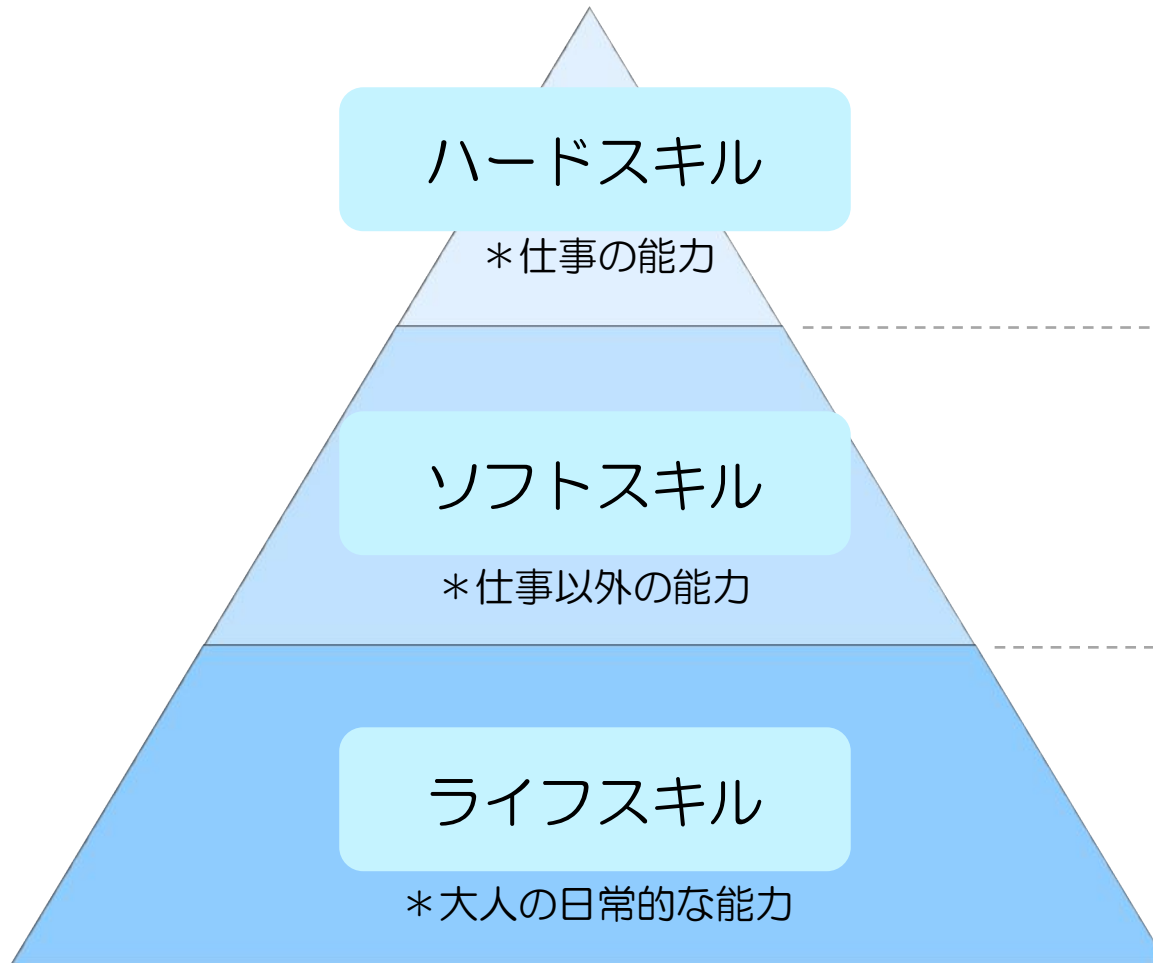 ハードスキル
＊仕事の能力
ソフトスキル
＊仕事以外の能力
ライフスキル
＊大人の日常的な能力